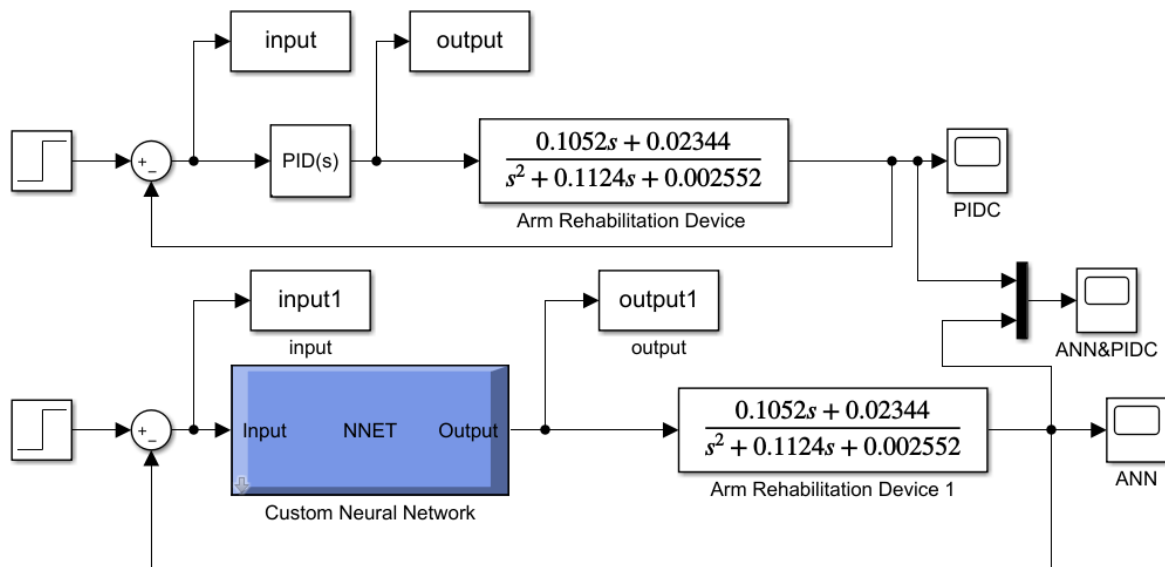 input
output
+
−
PID(s)
0.1052s + 0.02344
s² + 0.1124s + 0.002552
Arm Rehabilitation Device
PIDC
input1
input
output1
output
ANN&PIDC
+
−
Input NNET Output
Custom Neural Network
0.1052s + 0.02344
s² + 0.1124s + 0.002552
Arm Rehabilitation Device 1
ANN